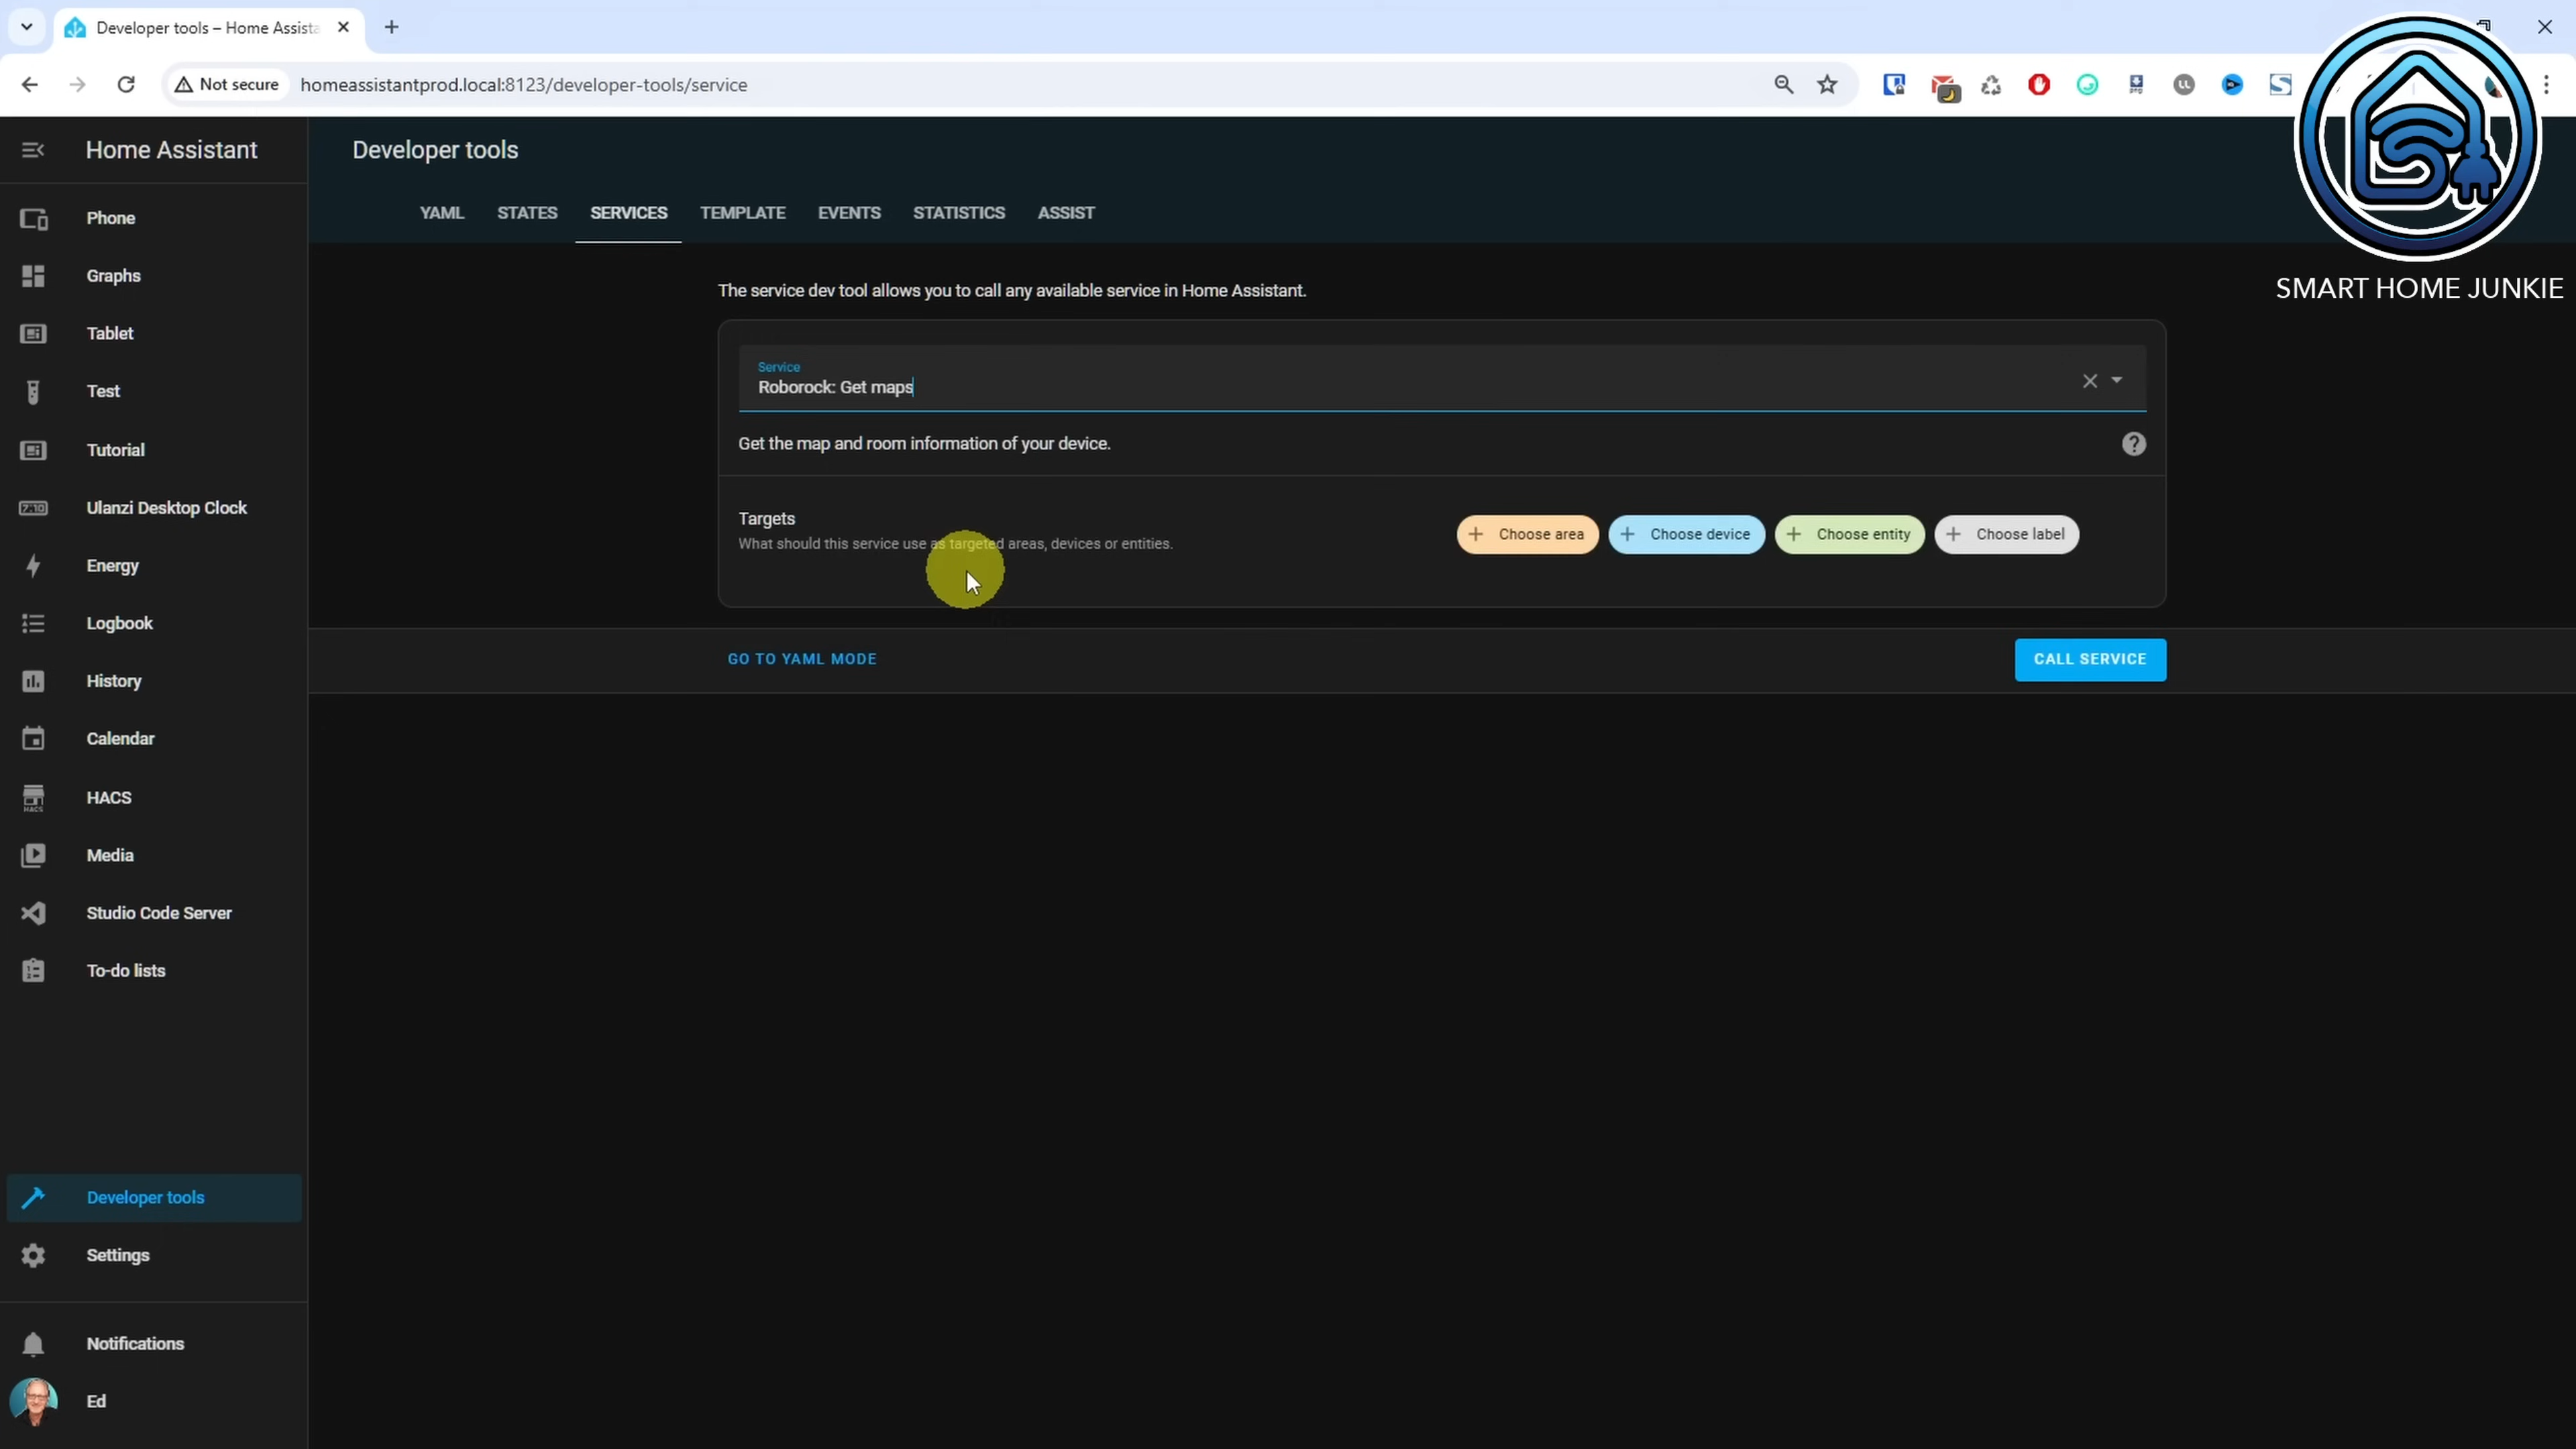 Developer tools – Home Assista
Not secure
homeassistantprod.local:8123/developer-tools/service
SMART HOME JUNKIE
Home Assistant
Phone
Graphs
Tablet
Test
Tutorial
7:10
Ulanzi Desktop Clock
Energy
Logbook
History
Calendar
HACS
HACS
Media
Studio Code Server
To-do lists
Developer tools
Settings
Notifications
Ed
Developer tools
YAML STATES SERVICES TEMPLATE EVENTS STATISTICS ASSIST
The service dev tool allows you to call any available service in Home Assistant.
Service
Roborock: Get maps
Get the map and room information of your device.
Targets
What should this service use as targeted areas, devices or entities.
Choose area Choose device Choose entity Choose label
GO TO YAML MODE
CALL SERVICE